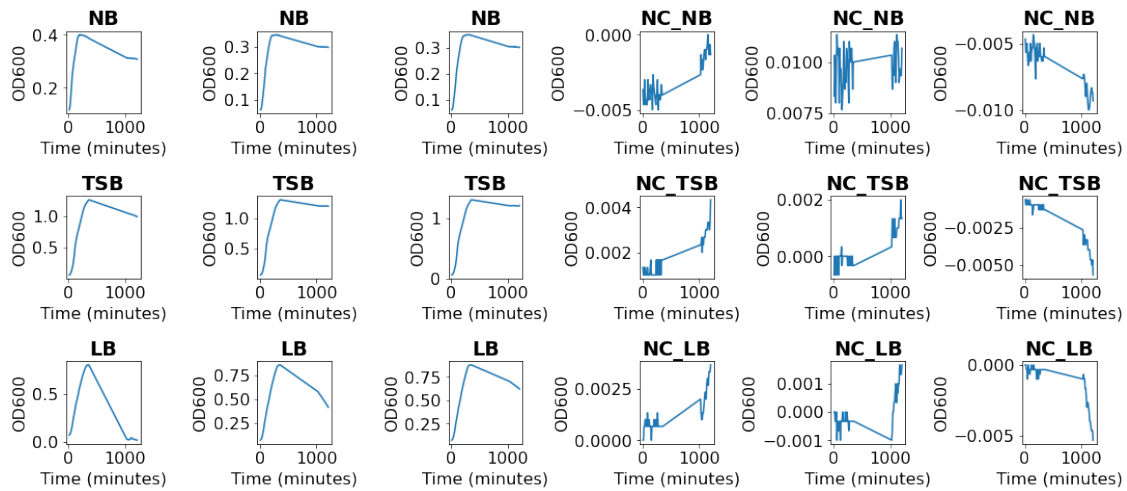 NB NB NB NC_NB NC_NB NC_NB
OD600 0.4 0.2
OD600 0.3 0.2 0.1
OD600 0.3 0.2 0.1
OD600 0.000 −0.005
OD600 0.0100 0.0075
OD600 −0.005 −0.010
0 1000 0 1000 0 1000 0 1000 0 1000 0 1000
Time (minutes) Time (minutes) Time (minutes) Time (minutes) Time (minutes) Time (minutes)
TSB TSB TSB NC_TSB NC_TSB NC_TSB
OD600 1.0 0.5
OD600 1.0 0.5
OD600 1 0
OD600 0.004 0.002
OD600 0.002 0.000
OD600 −0.0025 −0.0050
0 1000 0 1000 0 1000 0 1000 0 1000 0 1000
Time (minutes) Time (minutes) Time (minutes) Time (minutes) Time (minutes) Time (minutes)
LB LB LB NC_LB NC_LB NC_LB
OD600 0.5 0.0
OD600 0.75 0.50 0.25
OD600 0.75 0.50 0.25
OD600 0.0025 0.0000
OD600 0.001 0.000 −0.001
OD600 0.000 −0.005
0 1000 0 1000 0 1000 0 1000 0 1000 0 1000
Time (minutes) Time (minutes) Time (minutes) Time (minutes) Time (minutes) Time (minutes)